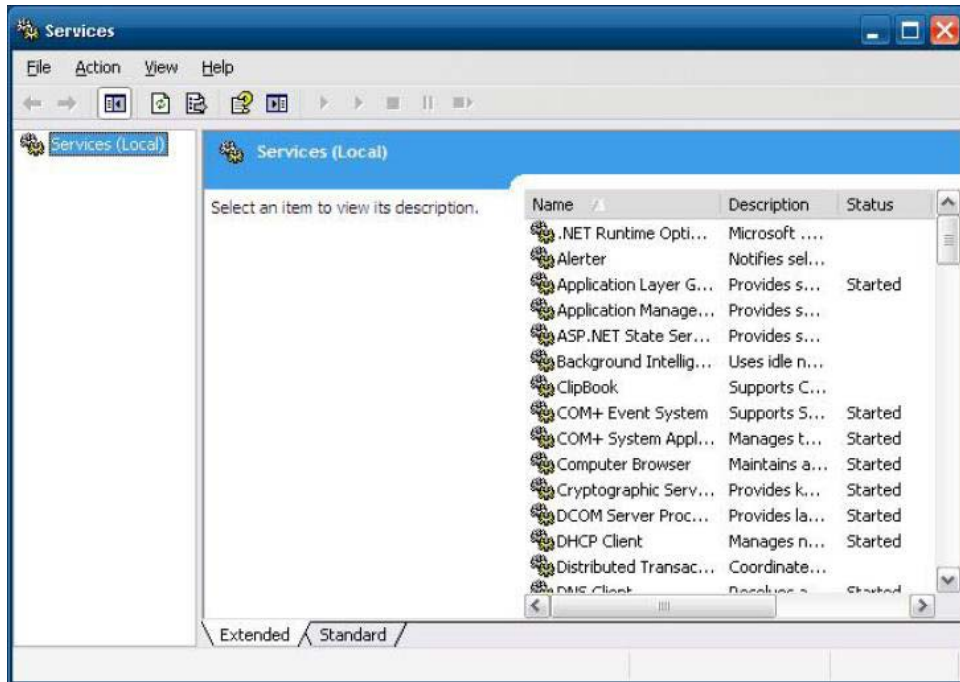 Services
File Action View Help
Services (Local)
Services (Local)
Select an item to view its description.
Name Description Status
.NET Runtime Opti... Microsoft ....
Alerter Notifies sel...
Application Layer G... Provides s... Started
Application Manage... Provides s...
ASP.NET State Ser... Provides s...
Background Intellig... Uses idle n...
ClipBook Supports C...
COM+ Event System Supports S... Started
COM+ System Appl... Manages t... Started
Computer Browser Maintains a... Started
Cryptographic Serv... Provides k... Started
DCOM Server Proc... Provides la... Started
DHCP Client Manages n... Started
Distributed Transac... Coordinate...
DNS Client Resolves a... Started
Extended Standard